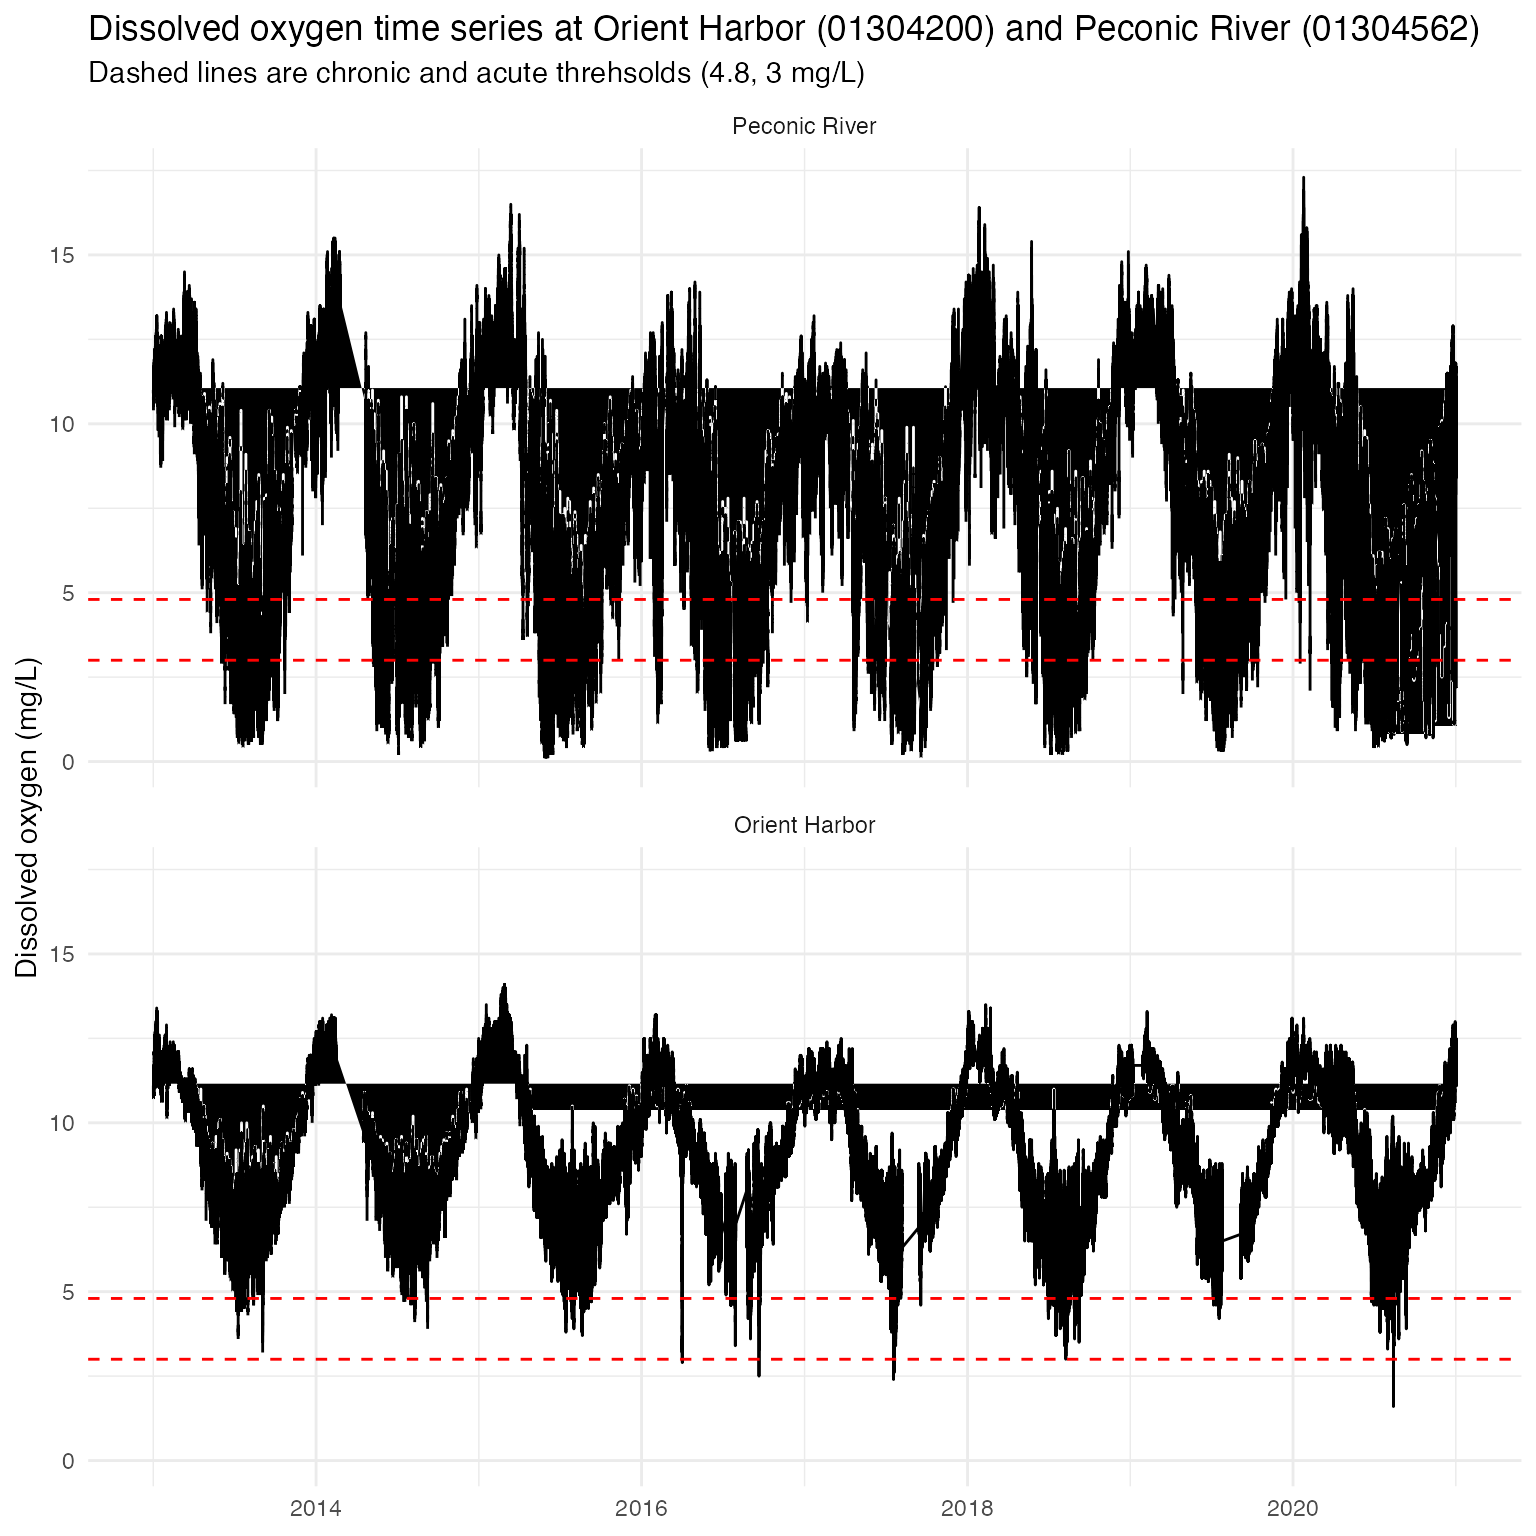 Dissolved oxygen time series at Orient Harbor (01304200) and Peconic River (01304562)
Dashed lines are chronic and acute threhsolds (4.8, 3 mg/L)
Peconic River
15
10
5
0
Dissolved oxygen (mg/L)
Orient Harbor
15
10
5
0
2014
2016
2018
2020